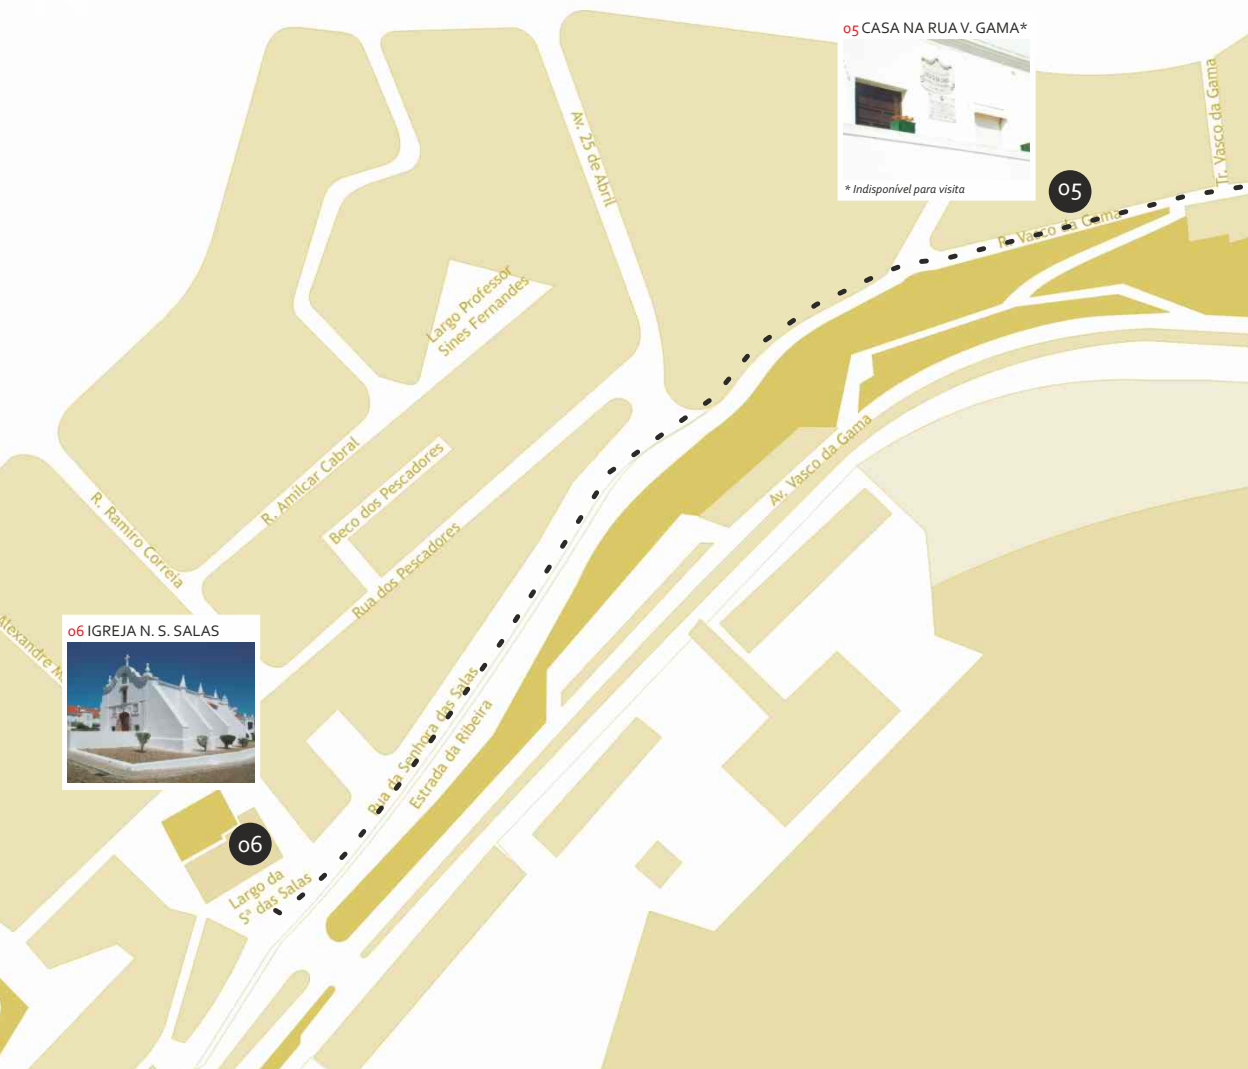 05 CASA NA RUA V. GAMA*
* Indisponível para visita
05
Tr. Vasco da Gama
R. Vasco da Gama
Av. 25 de Abril
Largo Professor
Sines Fernandes
Av. Vasco da Gama
R. Amilcar Cabral
Beco dos Pescadores
Rua dos Pescadores
R. Ramiro Correia
Alexandre
06 IGREJA N. S. SALAS
Rua da Senhora das Salas
Estrada da Ribeira
06
Largo da
Sª das Salas